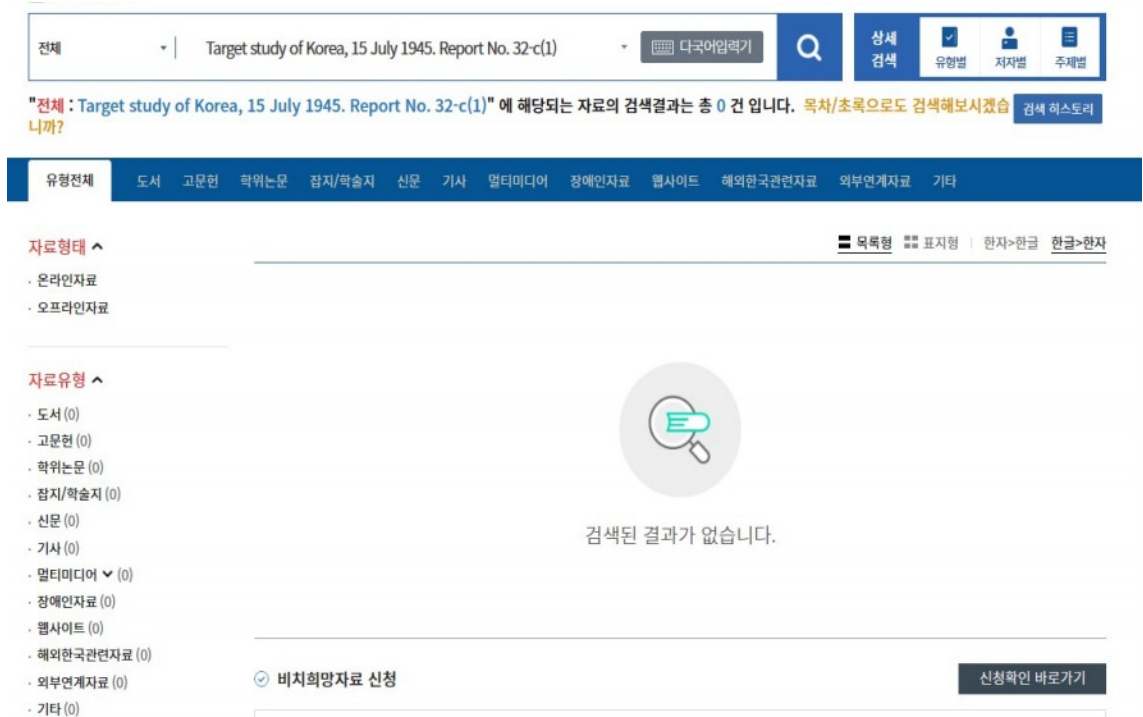 전체
Target study of Korea, 15 July 1945. Report No. 32-c(1)
다국어입력기
상세
검색
유형별
저자별
주제별
"전체 : Target study of Korea, 15 July 1945. Report No. 32-c(1)" 에 해당되는 자료의 검색결과는 총 0 건 입니다. 목차/초록으로도 검색해보시겠습
니까?
검색 히스토리
유형전체 도서 고문헌 학위논문 잡지/학술지 신문 기사 멀티미디어 장애인자료 웹사이트 해외한국관련자료 외부연계자료 기타
목록형 표지형 | 한자>한글 한글>한자
자료형태
· 온라인자료
· 오프라인자료
자료유형
· 도서 (0)
· 고문헌 (0)
· 학위논문 (0)
· 잡지/학술지 (0)
· 신문 (0)
· 기사 (0)
· 멀티미디어 (0)
· 장애인자료 (0)
· 웹사이트 (0)
· 해외한국관련자료 (0)
· 외부연계자료 (0)
· 기타 (0)
검색된 결과가 없습니다.
비치희망자료 신청
신청확인 바로가기